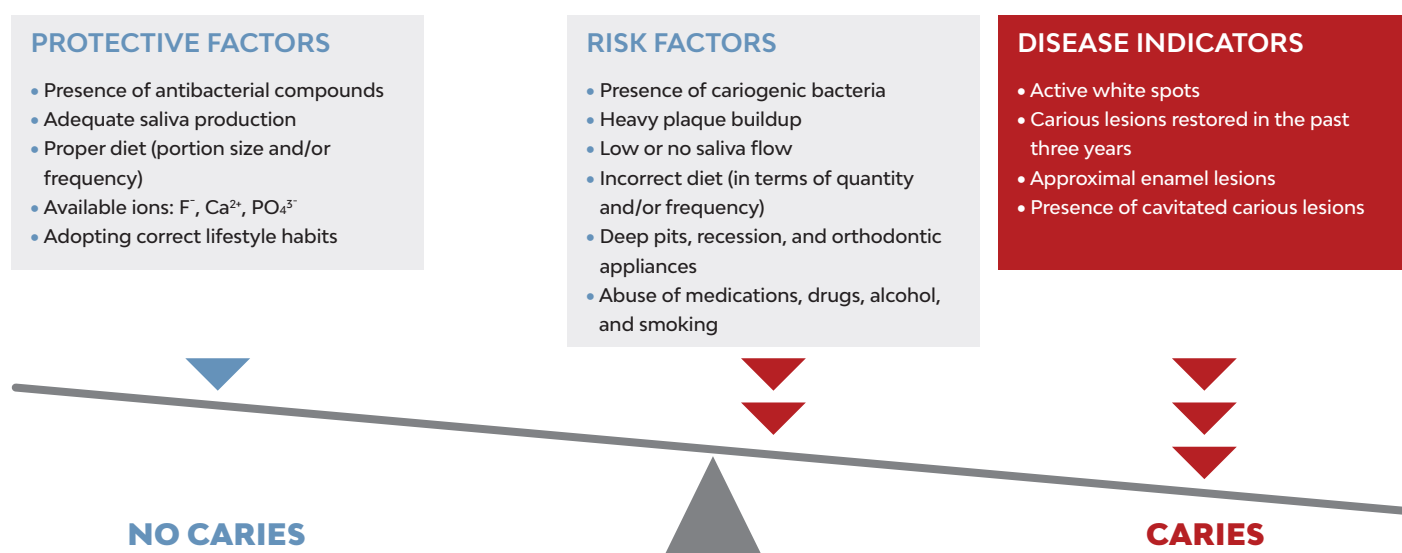 PROTECTIVE FACTORS
• Presence of antibacterial compounds
• Adequate saliva production
• Proper diet (portion size and/or
frequency)
• Available ions: F⁻, Ca²⁺, PO₄³⁻
• Adopting correct lifestyle habits
RISK FACTORS
• Presence of cariogenic bacteria
• Heavy plaque buildup
• Low or no saliva flow
• Incorrect diet (in terms of quantity
and/or frequency)
• Deep pits, recession, and orthodontic
appliances
• Abuse of medications, drugs, alcohol,
and smoking
DISEASE INDICATORS
• Active white spots
• Carious lesions restored in the past
three years
• Approximal enamel lesions
• Presence of cavitated carious lesions
NO CARIES
CARIES